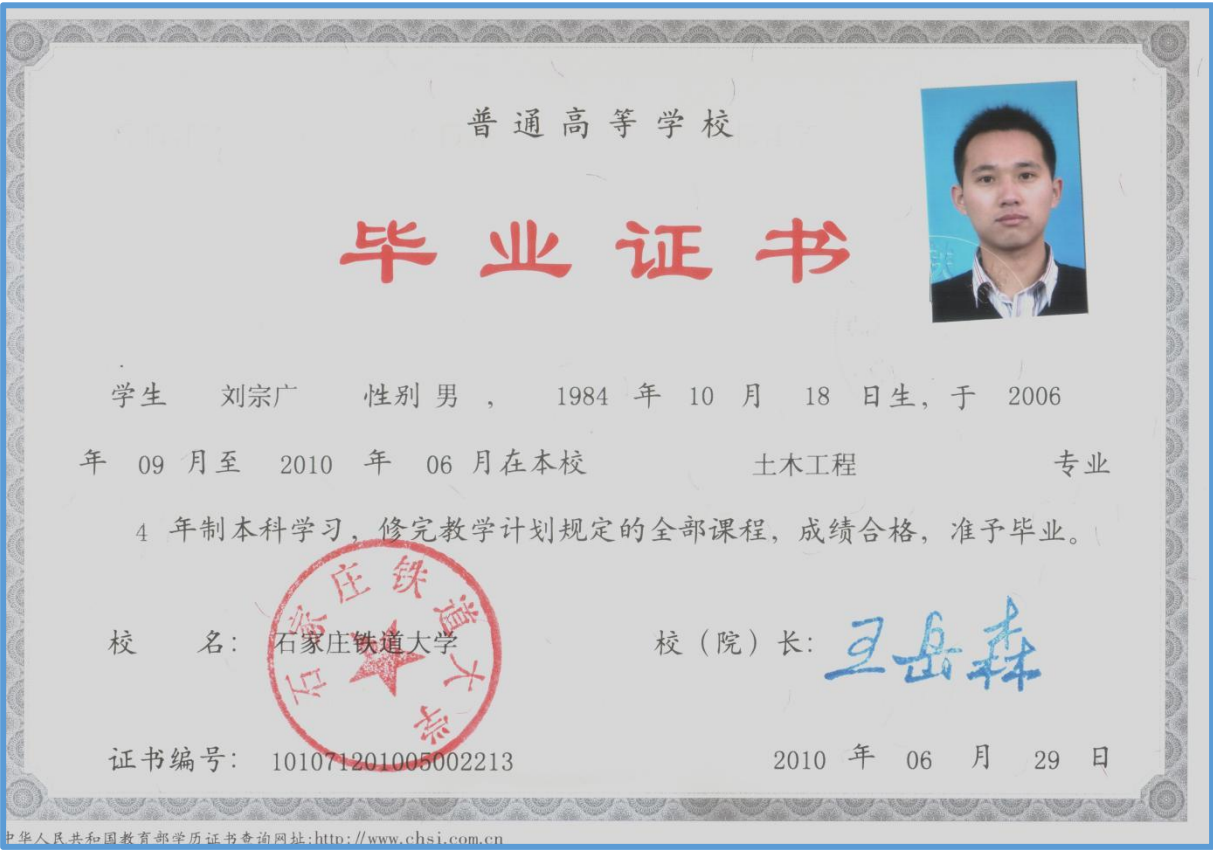 普通高等学校
毕业证书
学生 刘宗广 性别 男 , 1984 年 10 月 18 日生, 于 2006
年 09 月至 2010 年 06 月在本校 土木工程 专业
4 年制本科学习, 修完教学计划规定的全部课程, 成绩合格, 准予毕业。
校 名: 石家庄铁道大学 校（院）长: 王岳森
石家庄铁道大学
证书编号: 101071201005002213 2010 年 06 月 29 日
中华人民共和国教育部学历证书查询网址:http://www.chsi.com.cn